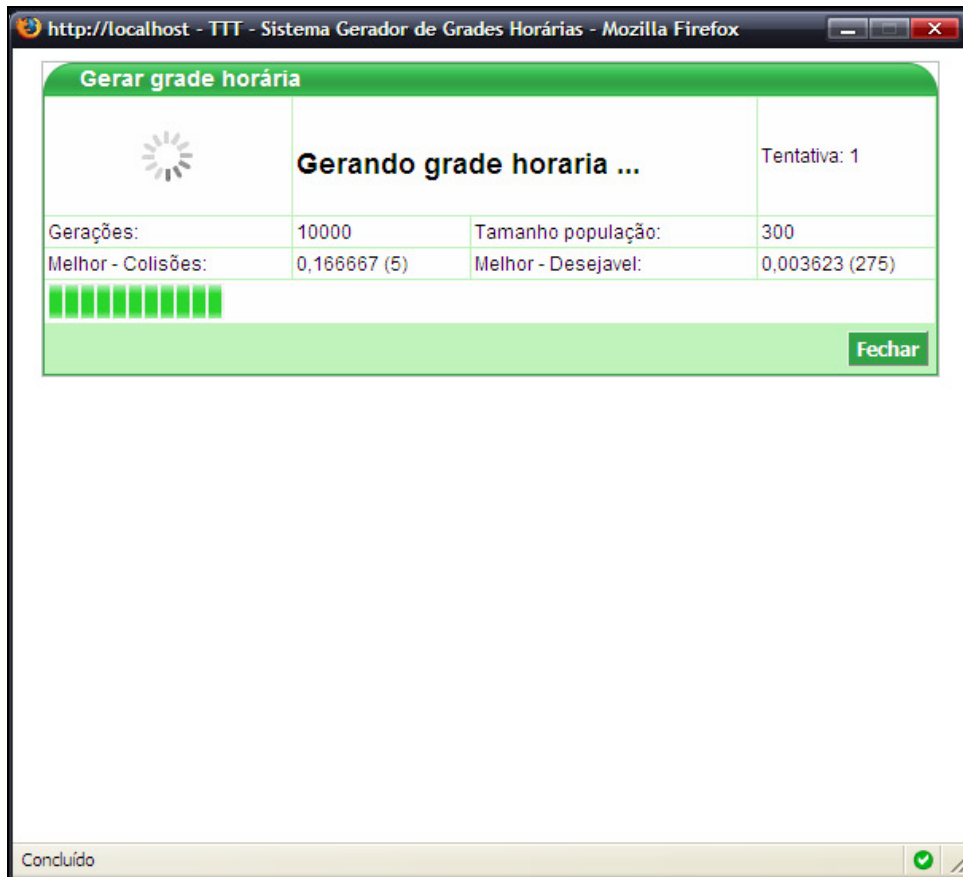 http://localhost - TTT - Sistema Gerador de Grades Horárias - Mozilla Firefox
Gerar grade horária
Gerando grade horaria ...
Tentativa: 1
Gerações: 10000 Tamanho população: 300
Melhor - Colisões: 0,166667 (5) Melhor - Desejavel: 0,003623 (275)
Fechar
Concluído